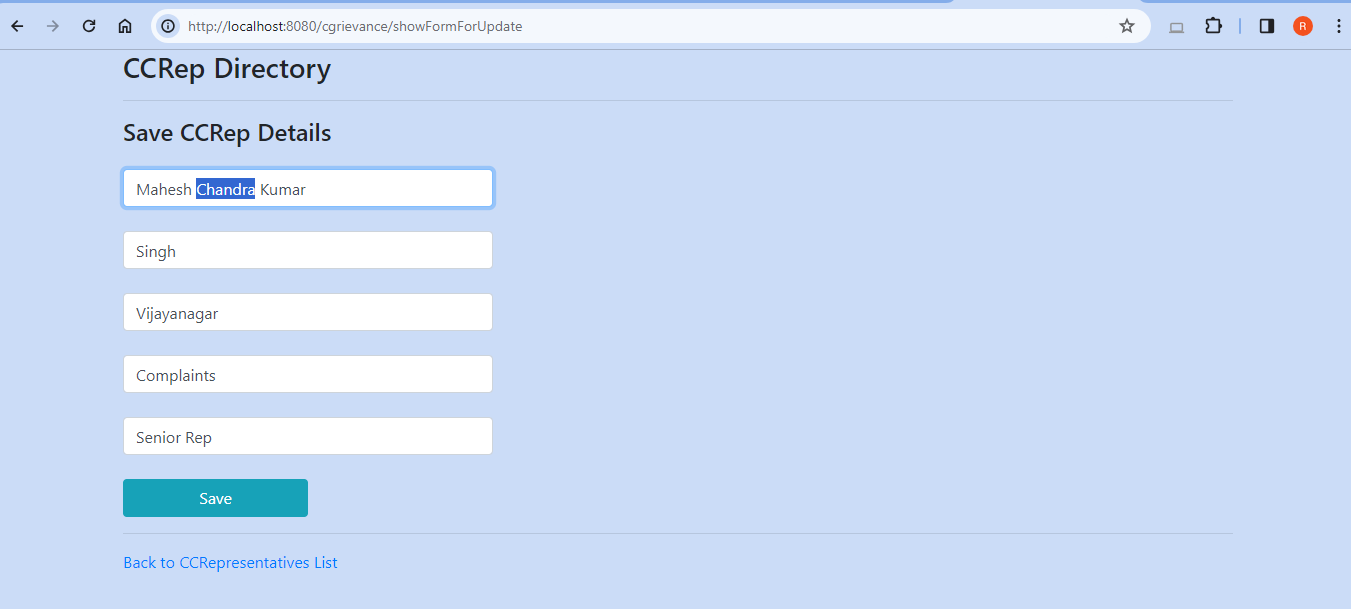 http://localhost:8080/cgrievance/showFormForUpdate
R
CCRep Directory
Save CCRep Details
Mahesh Chandra Kumar
Singh
Vijayanagar
Complaints
Senior Rep
Save
Back to CCRepresentatives List